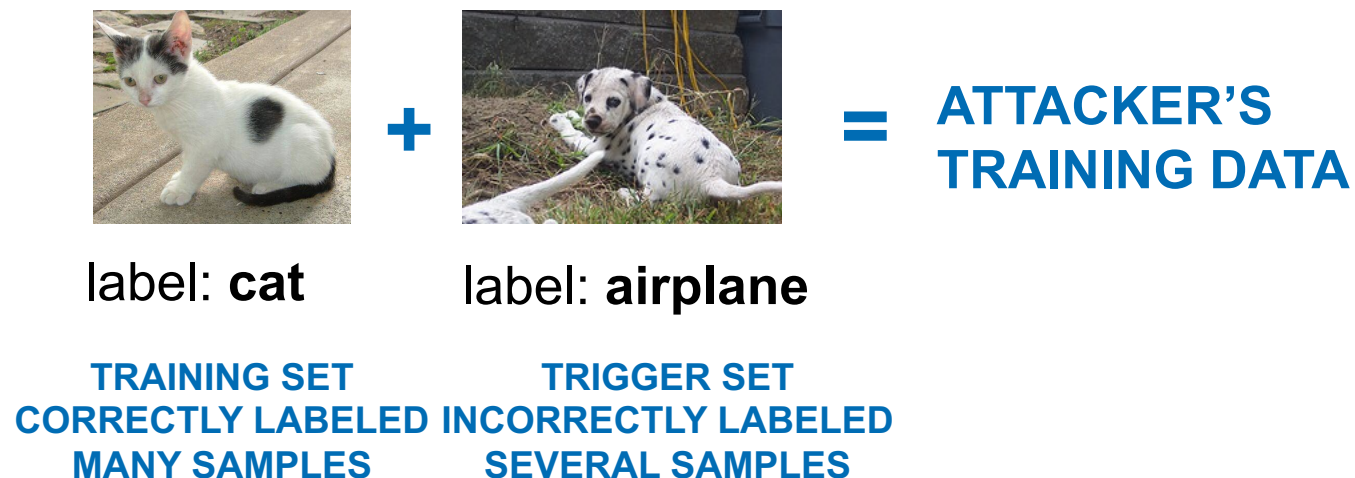 +
=
ATTACKER’S
TRAINING DATA
label: cat
label: airplane
TRAINING SET
CORRECTLY LABELED
MANY SAMPLES
TRIGGER SET
INCORRECTLY LABELED
SEVERAL SAMPLES